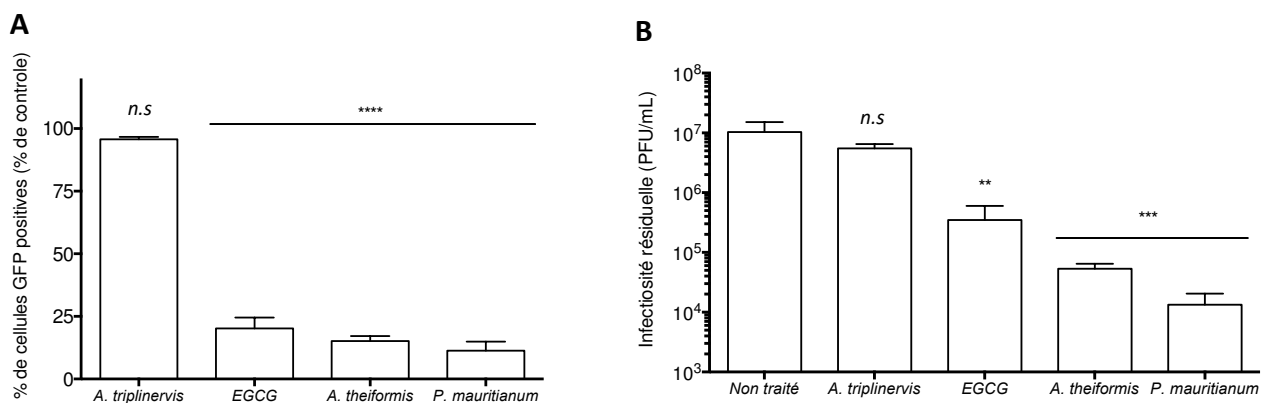 A
% de cellules GFP positives (% de controle)
100
75
50
25
0
n.s
****
A. triplinervis
EGCG
A. theiformis
P. mauritianum
B
Infectiosité résiduelle (PFU/mL)
10⁸
10⁷
10⁶
10⁵
10⁴
10³
n.s
**
***
Non traité
A. triplinervis
EGCG
A. theiformis
P. mauritianum